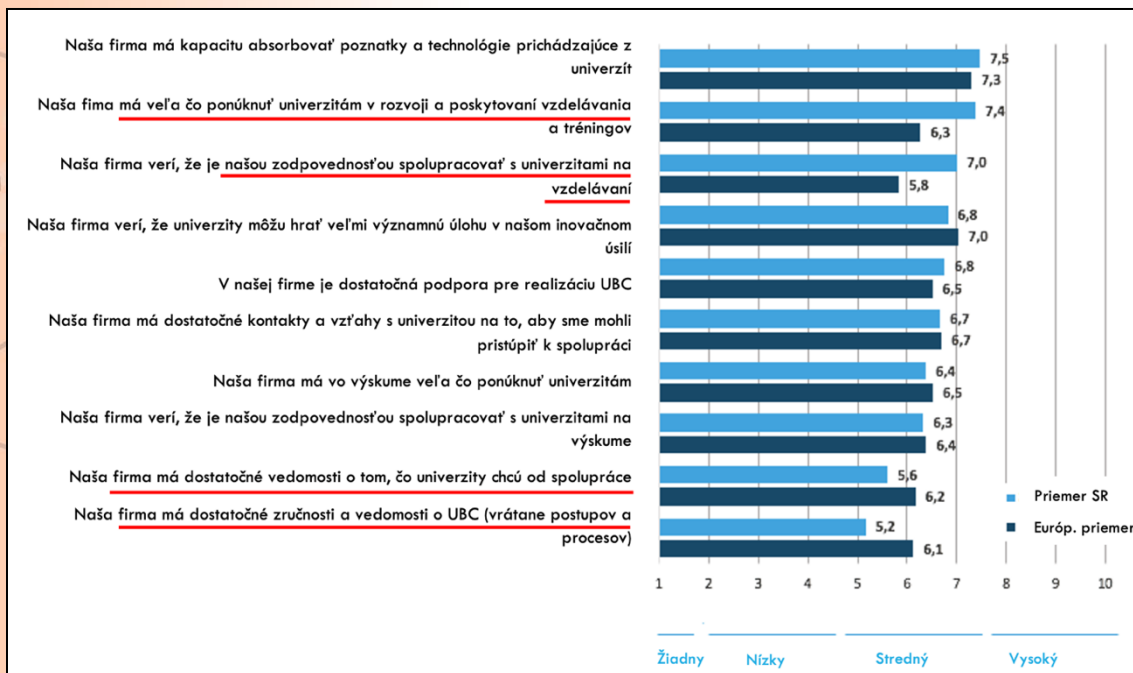 Naša firma má kapacitu absorbovať poznatky a technológie prichádzajúce z
univerzít
7,5
7,3
Naša fima má veľa čo ponúknuť univerzitám v rozvoji a poskytovaní vzdelávania
a tréningov
7,4
6,3
Naša firma verí, že je našou zodpovednosťou spolupracovať s univerzitami na
vzdelávaní
7,0
5,8
Naša firma verí, že univerzity môžu hrať veľmi významnú úlohu v našom inovačnom
úsilí
6,8
7,0
V našej firme je dostatočná podpora pre realizáciu UBC
6,8
6,5
Naša firma má dostatočné kontakty a vzťahy s univerzitou na to, aby sme mohli
pristúpiť k spolupráci
6,7
6,7
Naša firma má vo výskume veľa čo ponúknuť univerzitám
6,4
6,5
Naša firma verí, že je našou zodpovednosťou spolupracovať s univerzitami na
výskume
6,3
6,4
Naša firma má dostatočné vedomosti o tom, čo univerzity chcú od spolupráce
5,6
6,2
Naša firma má dostatočné zručnosti a vedomosti o UBC (vrátane postupov a
procesov)
5,2
6,1
Priemer SR
Európ. priemer
1 2 3 4 5 6 7 8 9 10
Žiadny Nízky Stredný Vysoký